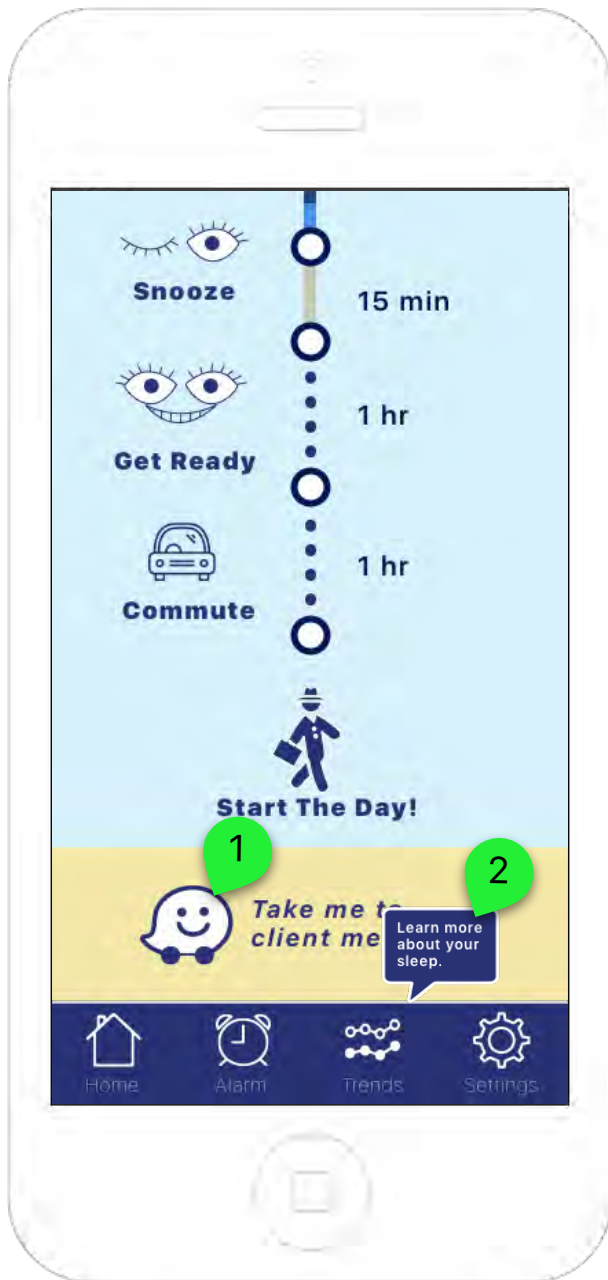 Snooze
15 min
Get Ready
1 hr
Commute
1 hr
Start The Day!
1
2
Take me
client me
Learn more
about your
sleep.
Home
Alarm
Trends
Settings